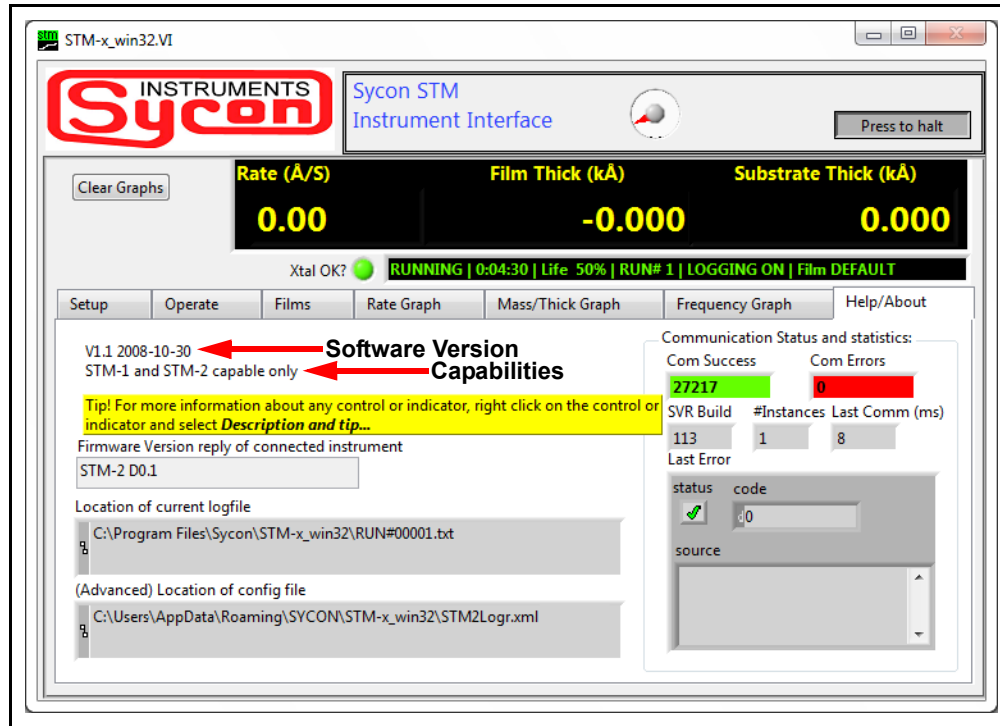 stm
STM-x_win32.VI
INSTRUMENTS
Sycon
Sycon STM
Instrument Interface
Press to halt
Clear Graphs
Rate (Å/S)
Film Thick (kÅ)
Substrate Thick (kÅ)
0.00
-0.000
0.000
Xtal OK?
RUNNING | 0:04:30 | Life 50% | RUN# 1 | LOGGING ON | Film DEFAULT
Setup
Operate
Films
Rate Graph
Mass/Thick Graph
Frequency Graph
Help/About
V1.1 2008-10-30
Software Version
STM-1 and STM-2 capable only
Capabilities
Tip! For more information about any control or indicator, right click on the control or
indicator and select Description and tip...
Firmware Version reply of connected instrument
STM-2 D0.1
Location of current logfile
C:\Program Files\Sycon\STM-x_win32\RUN#00001.txt
(Advanced) Location of config file
C:\Users\AppData\Roaming\SYCON\STM-x_win32\STM2Logr.xml
Communication Status and statistics:
Com Success
Com Errors
27217
0
SVR Build
#Instances
Last Comm (ms)
113
1
8
Last Error
status
code
d0
source